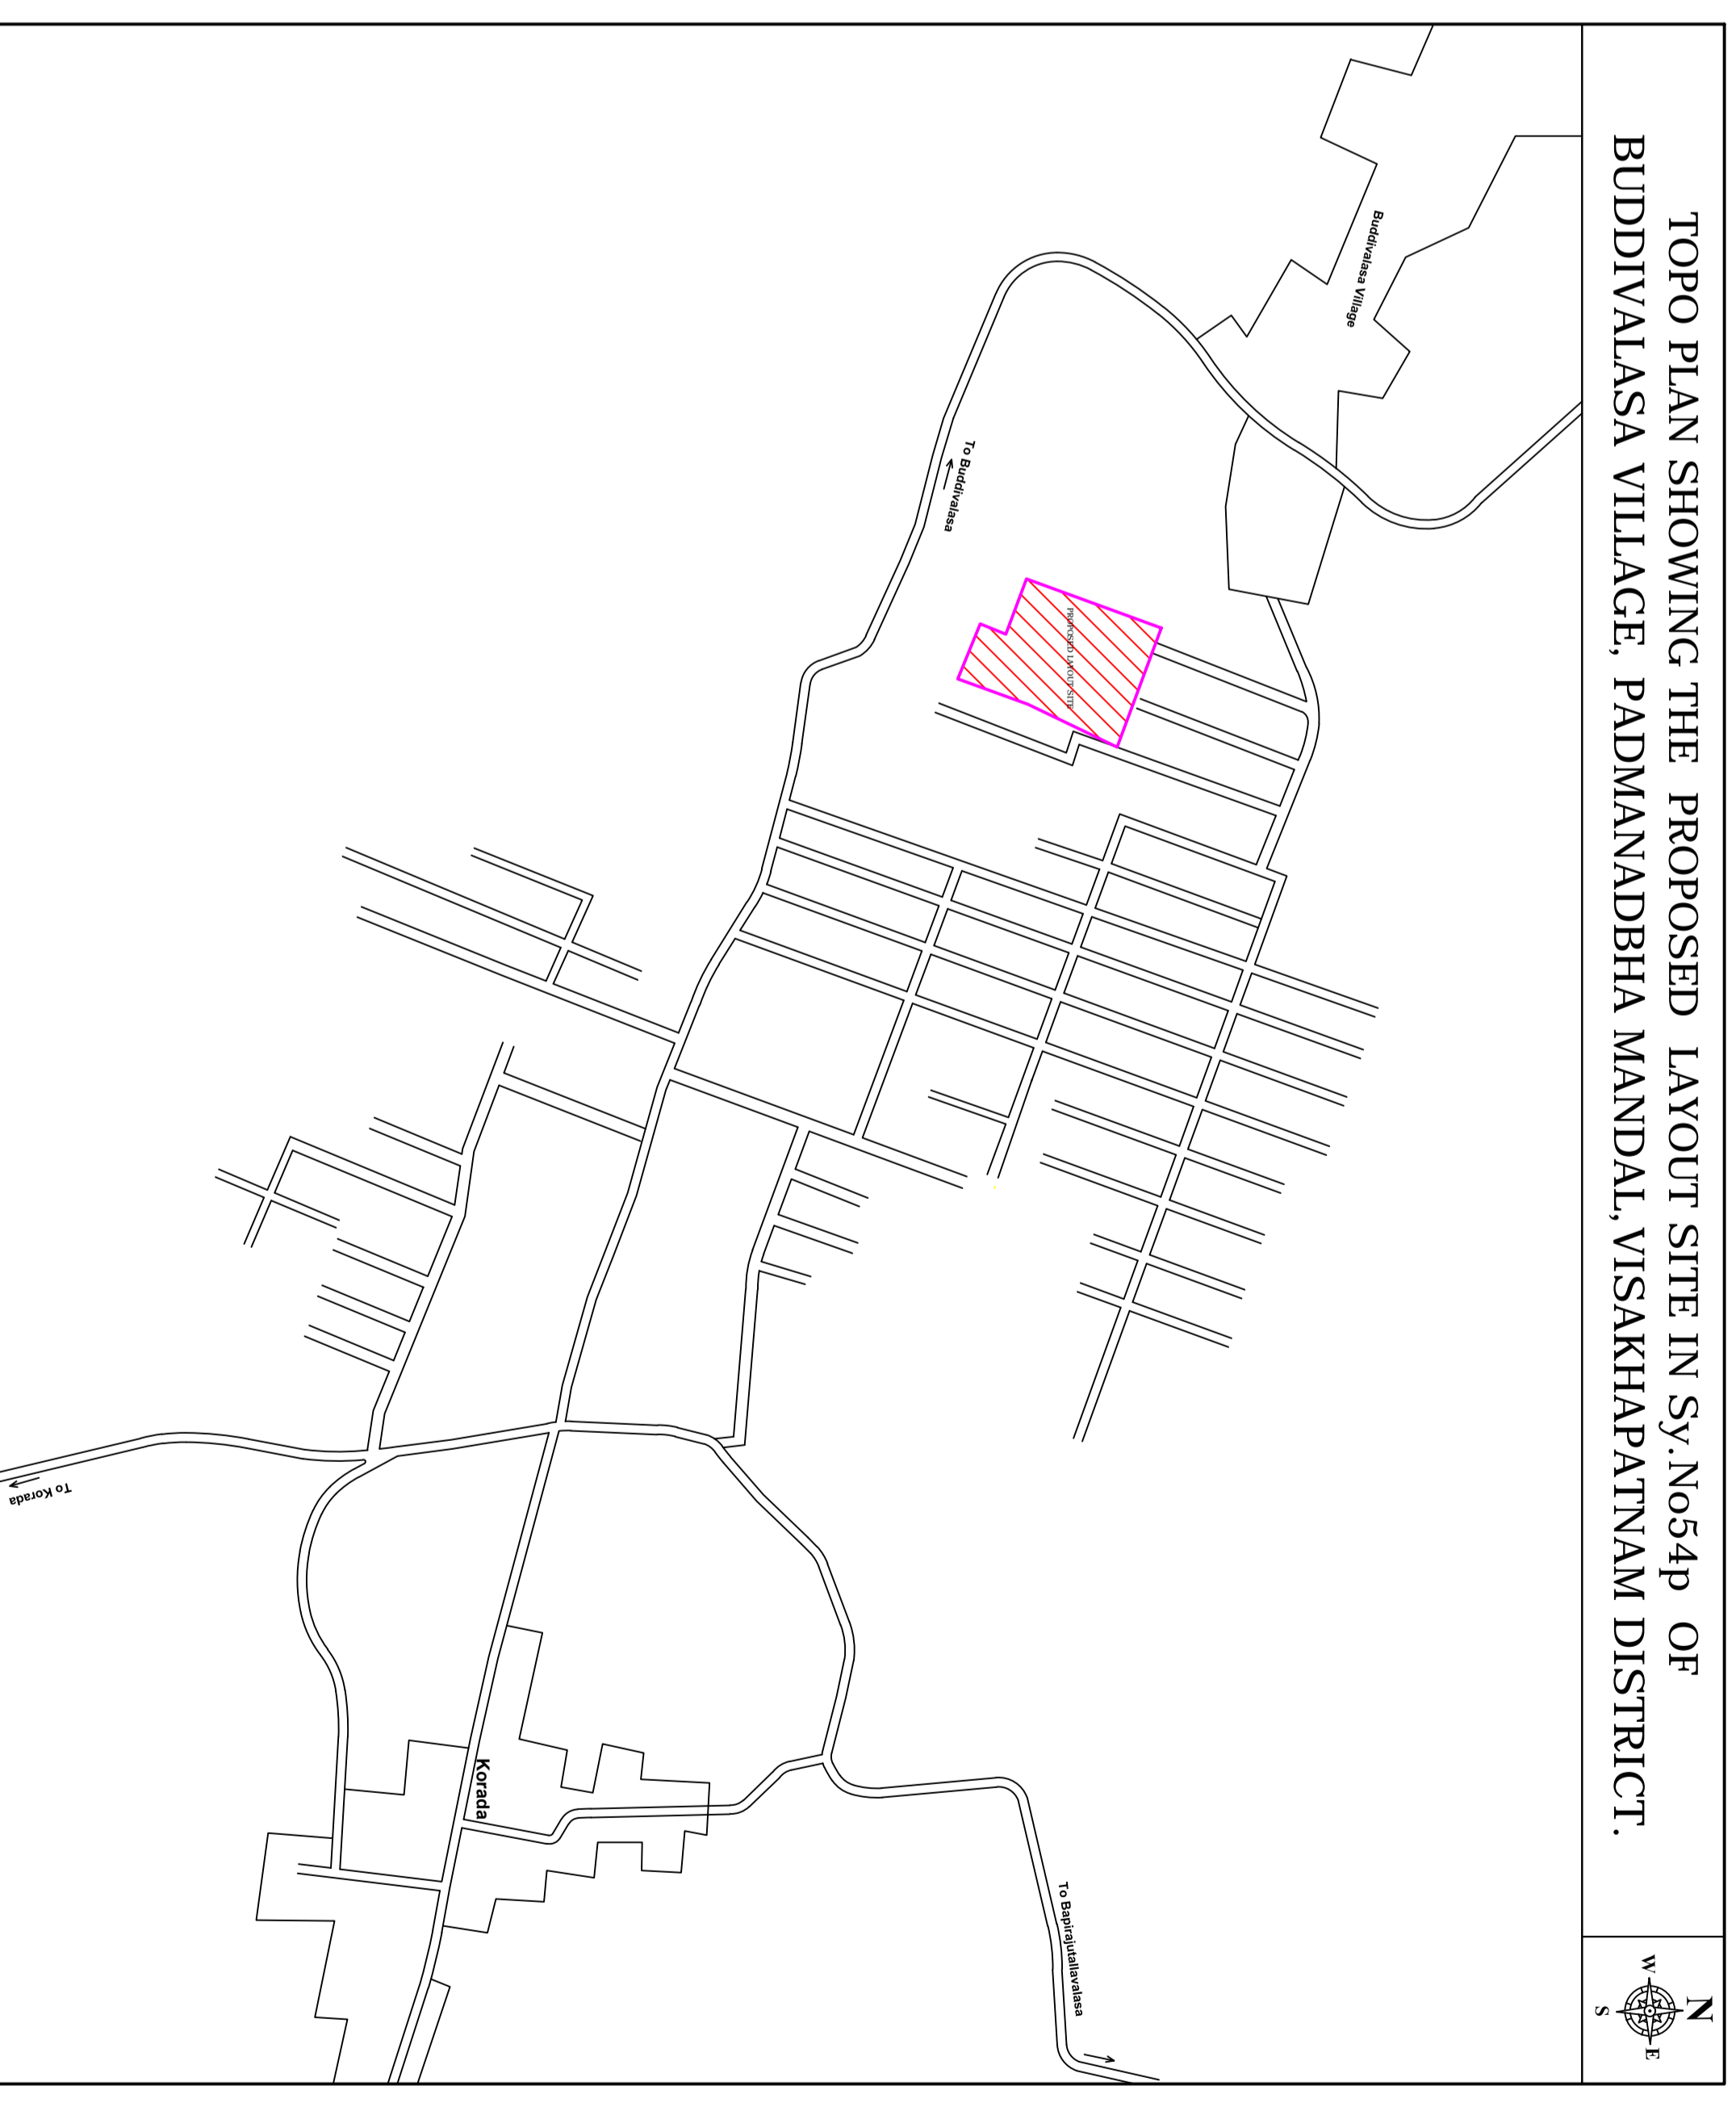 TOPO PLAN SHOWING THE PROPOSED LAYOUT SITE IN Sy.No54p OF
BUDDIVALASA VILLAGE, PADMANADBHA MANDAL,VISAKHAPATNAM DISTRICT.
N
W
E
S
Buddivalasa Village
To Buddivalasa
PROPOSED LAYOUT SITE
To Korada
Korada
To Bapirajutallavalasa